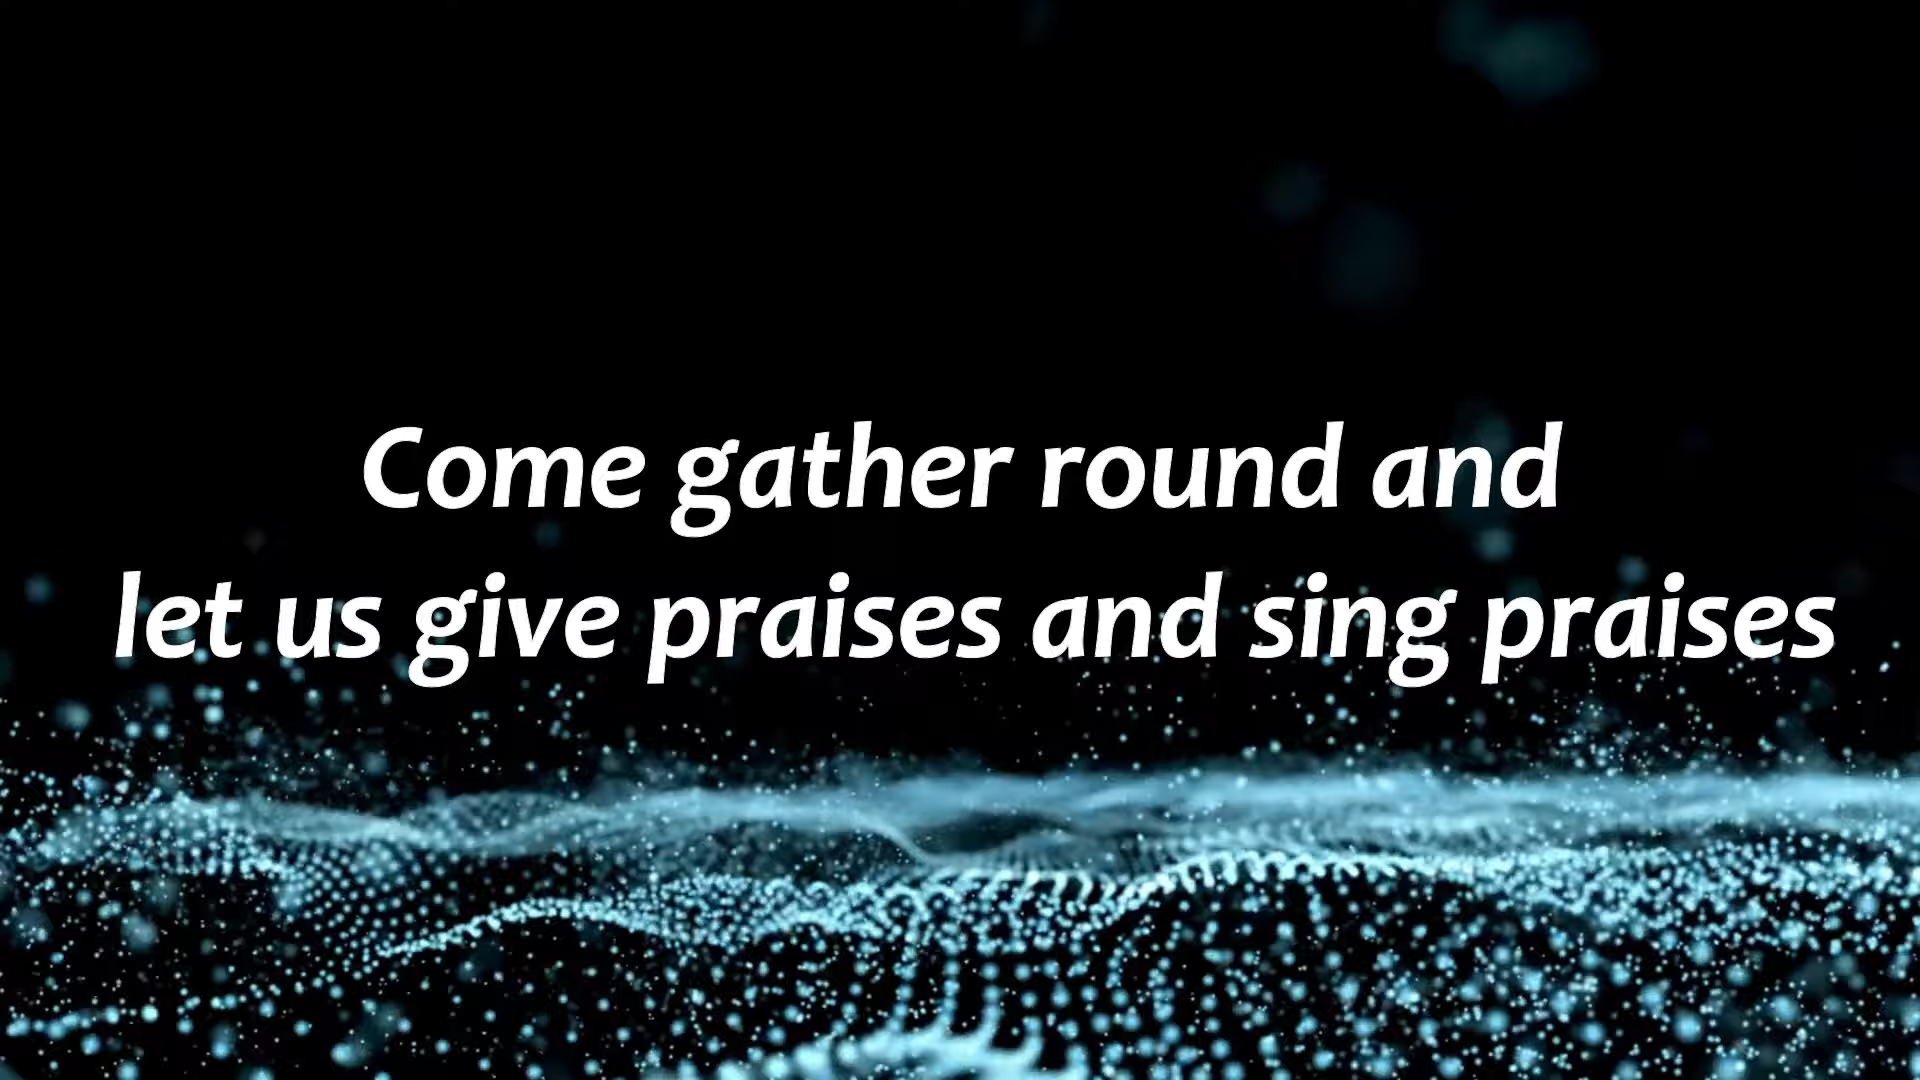 Come gather round and
let us give praises and sing praises